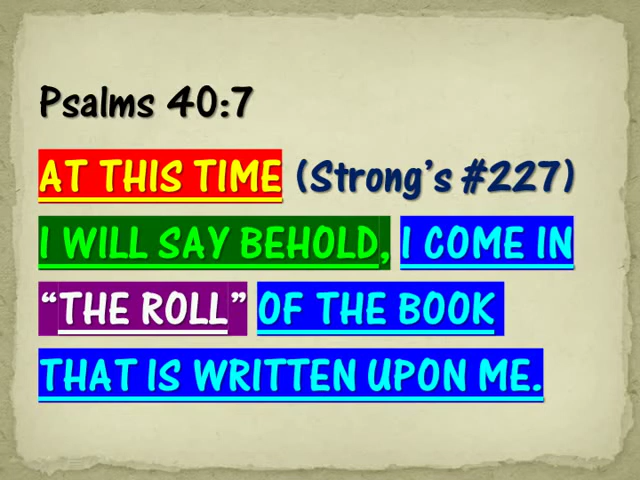 Psalms 40:7
AT THIS TIME (Strong’s #227)
I WILL SAY BEHOLD, I COME IN
“THE ROLL” OF THE BOOK
THAT IS WRITTEN UPON ME.